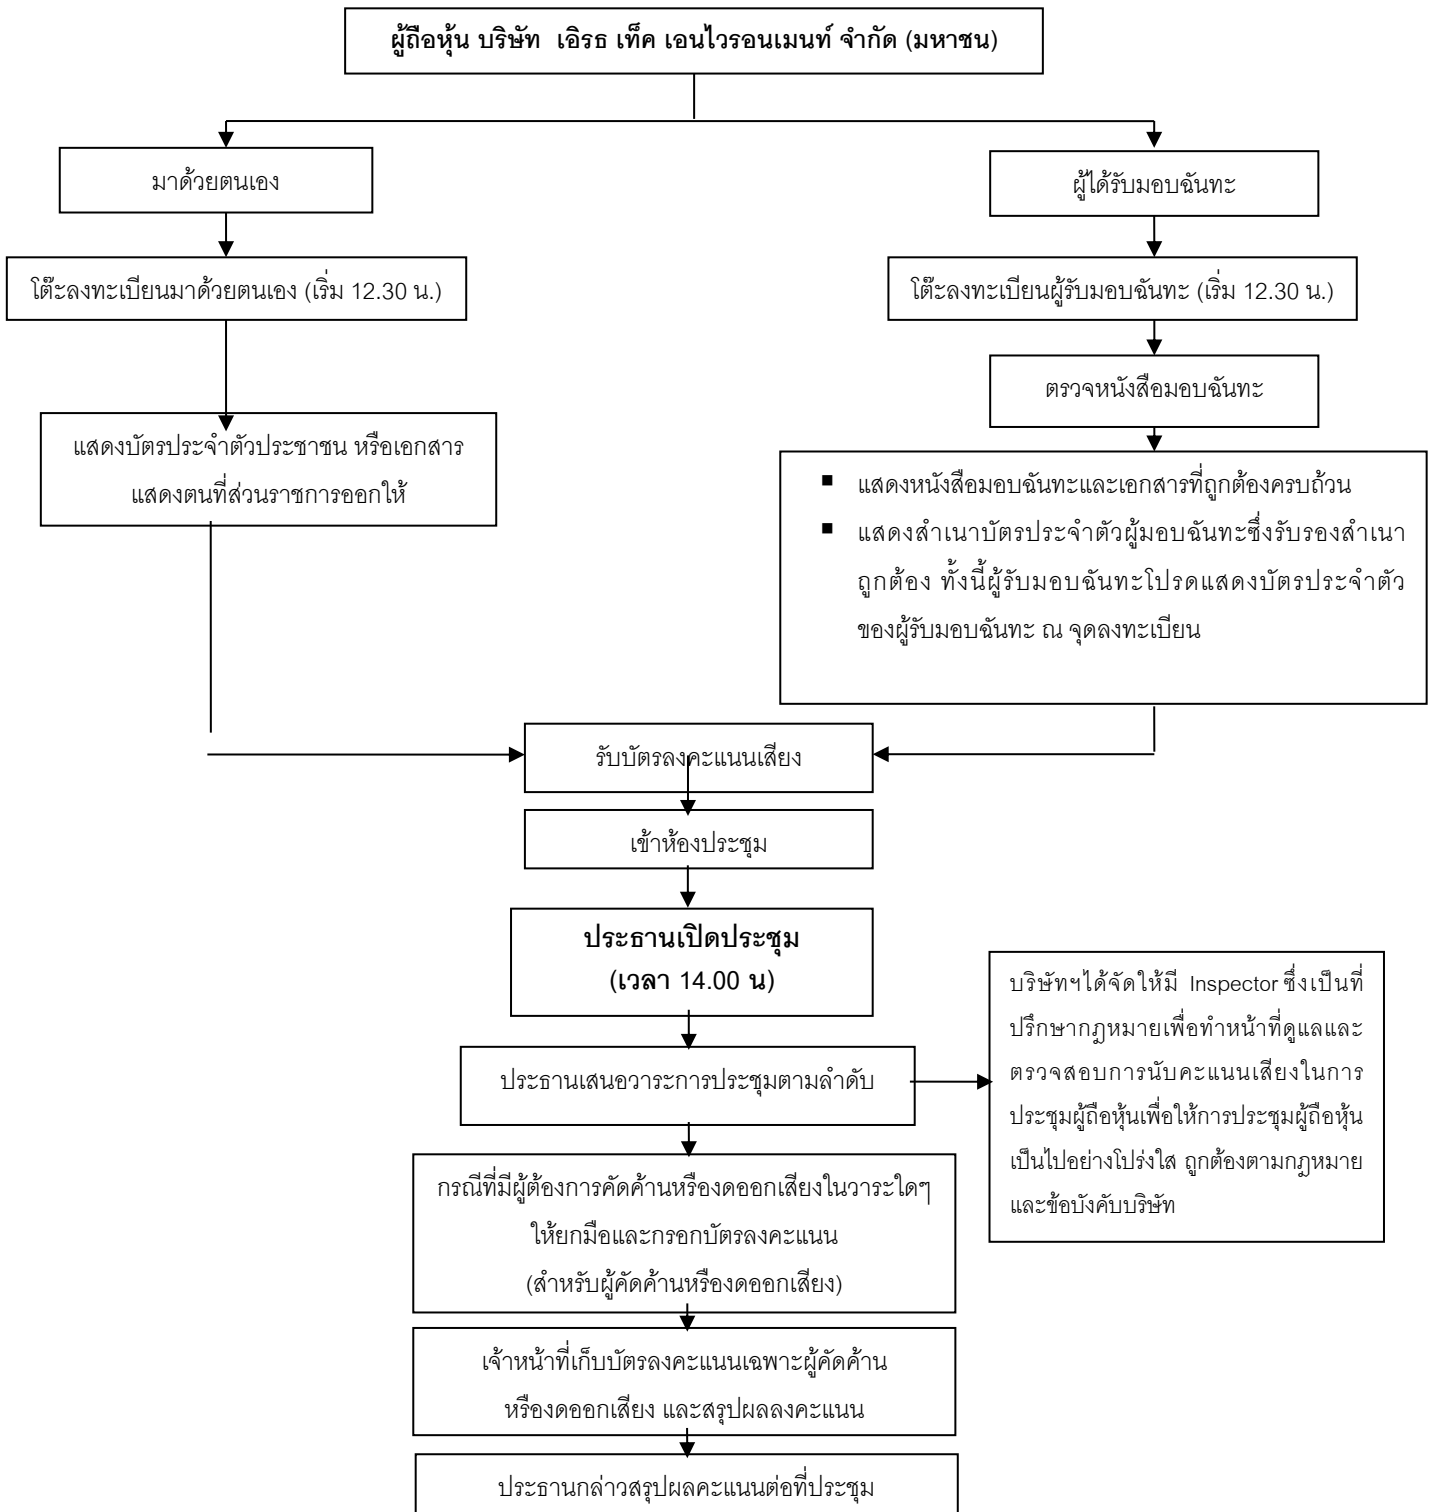 ผู้ถือหุ้น บริษัท เอิรธ เท็ค เอนไวรอนเมนท์ จำกัด (มหาชน)
มาด้วยตนเอง
ผู้ได้รับมอบฉันทะ
โต๊ะลงทะเบียนมาด้วยตนเอง (เริ่ม 12.30 น.)
โต๊ะลงทะเบียนผู้รับมอบฉันทะ (เริ่ม 12.30 น.)
ตรวจหนังสือมอบฉันทะ
แสดงบัตรประจำตัวประชาชน หรือเอกสาร
แสดงตนที่ส่วนราชการออกให้
▪ แสดงหนังสือมอบฉันทะและเอกสารที่ถูกต้องครบถ้วน
▪ แสดงสำเนาบัตรประจำตัวผู้มอบฉันทะซึ่งรับรองสำเนา
ถูกต้อง ทั้งนี้ผู้รับมอบฉันทะโปรดแสดงบัตรประจำตัว
ของผู้รับมอบฉันทะ ณ จุดลงทะเบียน
รับบัตรลงคะแนนเสียง
เข้าห้องประชุม
ประธานเปิดประชุม
(เวลา 14.00 น)
ประธานเสนอวาระการประชุมตามลำดับ
บริษัทฯได้จัดให้มี Inspector ซึ่งเป็นที่
ปรึกษากฎหมายเพื่อทำหน้าที่ดูแลและ
ตรวจสอบการนับคะแนนเสียงในการ
ประชุมผู้ถือหุ้นเพื่อให้การประชุมผู้ถือหุ้น
เป็นไปอย่างโปร่งใส ถูกต้องตามกฎหมาย
และข้อบังคับบริษัท
กรณีที่มีผู้ต้องการคัดค้านหรืองดออกเสียงในวาระใดๆ
ให้ยกมือและกรอกบัตรลงคะแนน
(สำหรับผู้คัดค้านหรืองดออกเสียง)
เจ้าหน้าที่เก็บบัตรลงคะแนนเฉพาะผู้คัดค้าน
หรืองดออกเสียง และสรุปผลลงคะแนน
ประธานกล่าวสรุปผลคะแนนต่อที่ประชุม